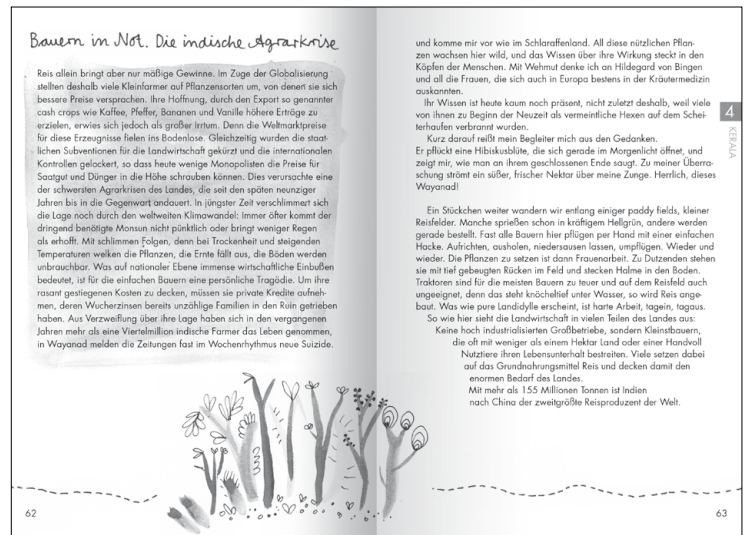 Bauern in Not. Die indische Agrarkrise
Reis allein bringt aber nur mäßige Gewinne. Im Zuge der Globalisierung
stellten deshalb viele Kleinfarmer auf Pflanzensorten um, von denen sie sich
bessere Preise versprachen. Ihre Hoffnung, durch den Export so genannter
cash crops wie Kaffee, Pfeffer, Bananen und Vanille höhere Erträge zu
erzielen, erwies sich jedoch als großer Irrtum. Denn die Weltmarktpreise
für diese Erzeugnisse fielen ins Bodenlose. Gleichzeitig wurden die staat-
lichen Subventionen für die Landwirtschaft gekürzt und die internationalen
Kontrollen gelockert, so dass heute wenige Monopolisten die Preise für
Saatgut und Dünger in die Höhe schrauben können. Dies verursachte eine
der schwersten Agrarkrisen des Landes, die seit den späten neunziger
Jahren bis in die Gegenwart andauert. In jüngster Zeit verschlimmert sich
die Lage noch durch den weltweiten Klimawandel: Immer öfter kommt der
dringend benötigte Monsun nicht pünktlich oder bringt weniger Regen
als erhofft. Mit schlimmen Folgen, denn bei Trockenheit und steigenden
Temperaturen welken die Pflanzen, die Ernte fällt aus, die Böden werden
unbrauchbar. Was auf nationaler Ebene immense wirtschaftliche Einbußen
bedeutet, ist für die einfachen Bauern eine persönliche Tragödie. Um ihre
rasant gestiegenen Kosten zu decken, müssen sie private Kredite aufneh-
men, deren Wucherzinsen bereits unzählige Familien in den Ruin getrieben
haben. Aus Verzweiflung über ihre Lage haben sich in den vergangenen
Jahren mehr als eine Viertelmillion indische Farmer das Leben genommen,
in Wayanad melden die Zeitungen fast im Wochenrhythmus neue Suizide.
62
und komme mir vor wie im Schlaraffenland. All diese nützlichen Pflan-
zen wachsen hier wild, und das Wissen über ihre Wirkung steckt in den
Köpfen der Menschen. Mit Wehmut denke ich an Hildegard von Bingen
und all die Frauen, die sich auch in Europa bestens in der Kräutermedizin
auskannten.
Ihr Wissen ist heute kaum noch präsent, nicht zuletzt deshalb, weil viele
von ihnen zu Beginn der Neuzeit als vermeintliche Hexen auf dem Schei-
terhaufen verbrannt wurden.
Kurz darauf reißt mein Begleiter mich aus den Gedanken.
Er pflückt eine Hibiskusblüte, die sich gerade im Morgenlicht öffnet, und
zeigt mir, wie man an ihrem geschlossenen Ende saugt. Zu meiner Überra-
schung strömt ein süßer, frischer Nektar über meine Zunge. Herrlich, dieses
Wayanad!
Ein Stückchen weiter wandern wir entlang einiger paddy fields, kleiner
Reisfelder. Manche sprießen schon in kräftigem Hellgrün, andere werden
gerade bestellt. Fast alle Bauern hier pflügen per Hand mit einer einfachen
Hacke. Aufrichten, ausholen, niedersausen lassen, umpflügen. Wieder und
wieder. Die Pflanzen zu setzen ist dann Frauenarbeit. Zu Dutzenden stehen
sie mit tief gebeugten Rücken im Feld und stecken Halme in den Boden.
Traktoren sind für die meisten Bauern zu teuer und auf dem Reisfeld auch
ungeeignet, denn das steht knöcheltief unter Wasser, so wird Reis ange-
baut. Was wie pure Landidylle erscheint, ist harte Arbeit, tagein, tagaus.
So wie hier sieht die Landwirtschaft in vielen Teilen des Landes aus:
Keine hoch industrialisierten Großbetriebe, sondern Kleinstbauern,
die oft mit weniger als einem Hektar Land oder einer Handvoll
Nutztiere ihren Lebensunterhalt bestreiten. Viele setzen dabei
auf das Grundnahrungsmittel Reis und decken damit den
enormen Bedarf des Landes.
Mit mehr als 155 Millionen Tonnen ist Indien
nach China der zweitgrößte Reisproduzent der Welt.
4
KERALA
63